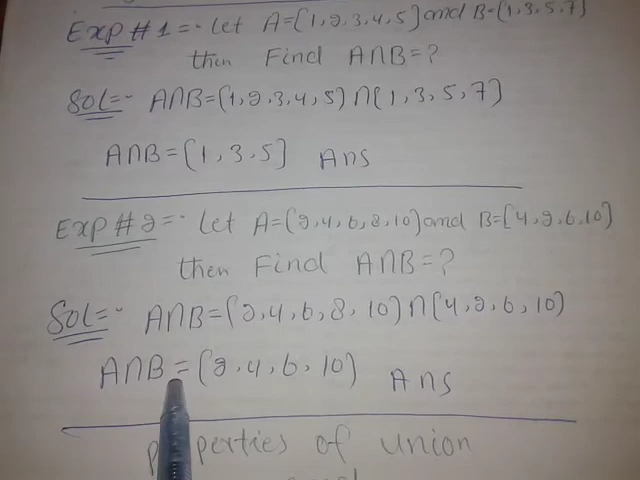 Exp # 1 =- Let A=(1,2,3,4,5) and B=(1,3,5,7)
then Find A∩B=?
Sol=- A∩B=(1,2,3,4,5)∩(1,3,5,7)
A∩B=(1,3,5) Ans
Exp # 2 =- Let A=(2,4,6,8,10) and B=[4,2,6,10)
then Find A∩B=?
Sol=- A∩B=(2,4,6,8,10)∩(4,2,6,10)
A∩B=(2,4,6,10) Ans
properties of union